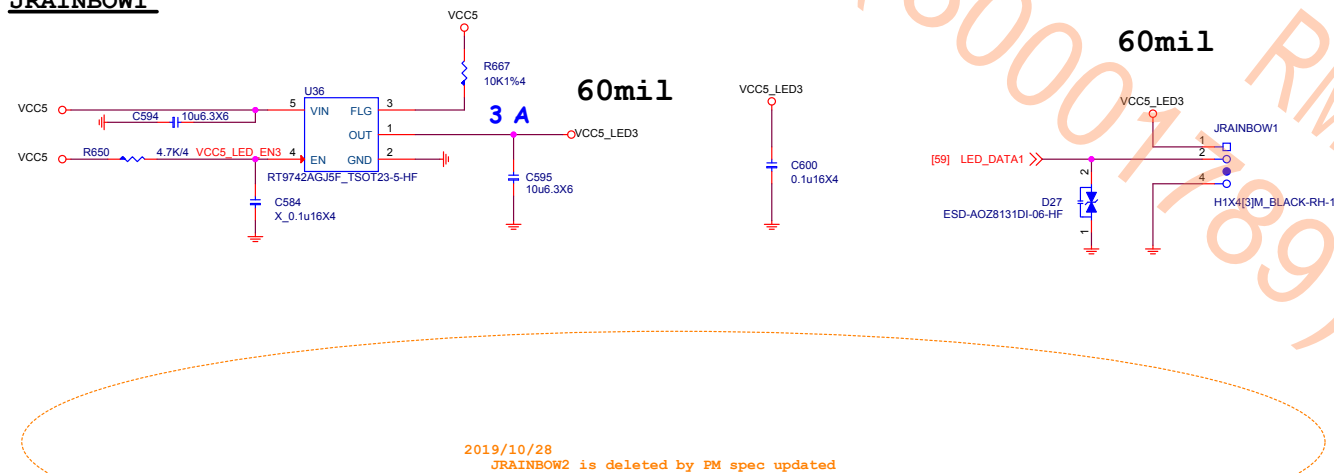 JRAINBOW1
VCC5
R667
10K1%4
60mil
3 A
VCC5
C594
10u6.3X6
U36
5
VIN
FLG
3
OUT
1
VCC5_LED3
VCC5
R650
4.7K/4
VCC5_LED_EN3
4
EN
GND
2
RT9742AGJ5F_TSOT23-5-HF
C584
X_0.1u16X4
C595
10u6.3X6
VCC5_LED3
C600
0.1u16X4
60mil
VCC5_LED3
JRAINBOW1
1
[59] LED_DATA1
2
4
2
D27
ESD-AOZ8131DI-06-HF
1
H1X4[3]M_BLACK-RH-1
2019/10/28
JRAINBOW2 is deleted by PM spec updated